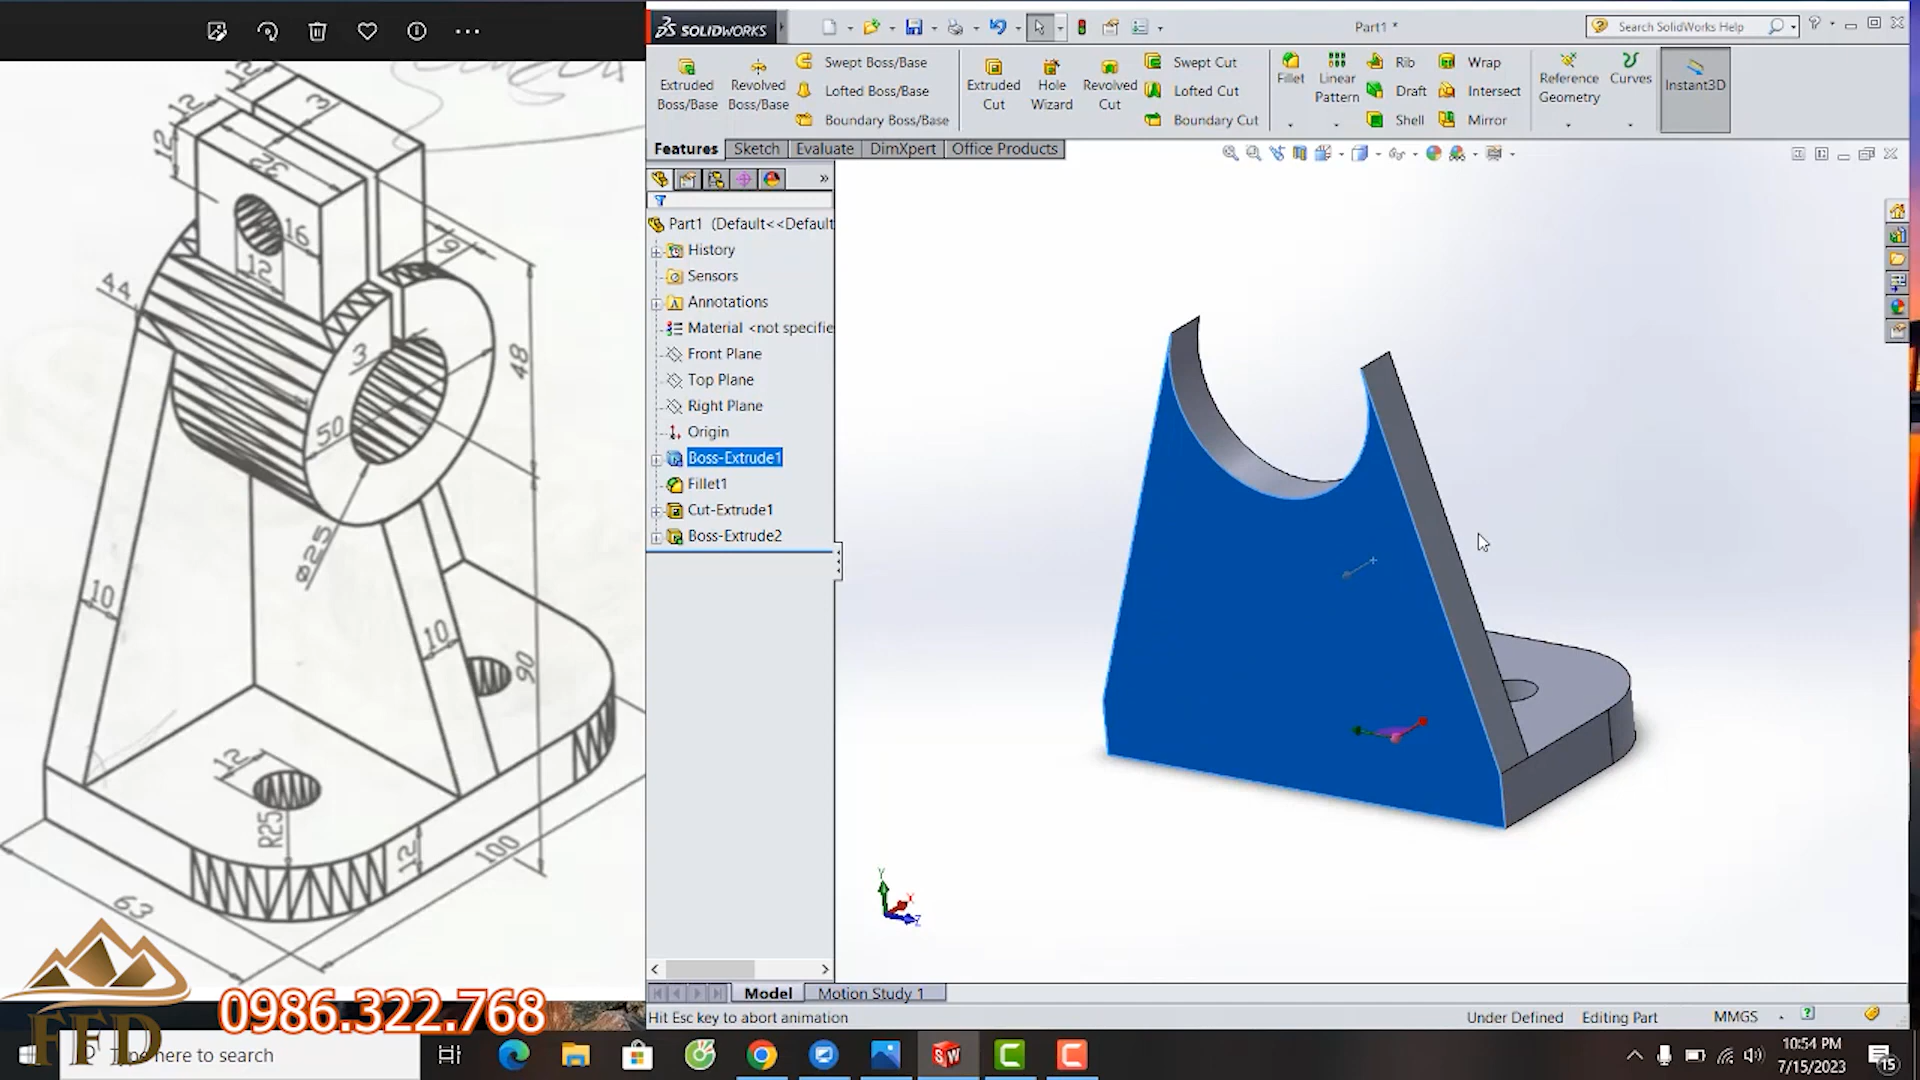 SOLIDWORKS
Part1 *
Search SolidWorks Help
Extruded Boss/Base
Revolved Boss/Base
Swept Boss/Base
Lofted Boss/Base
Boundary Boss/Base
Extruded Cut
Hole Wizard
Revolved Cut
Swept Cut
Lofted Cut
Boundary Cut
Fillet
Linear Pattern
Rib
Draft
Shell
Wrap
Intersect
Mirror
Reference Geometry
Curves
Instant3D
Features
Sketch
Evaluate
DimXpert
Office Products
Part1 (Default<<Default
History
Sensors
Annotations
Material <not specifie
Front Plane
Top Plane
Right Plane
Origin
Boss-Extrude1
Fillet1
Cut-Extrude1
Boss-Extrude2
12
12
12
3
32
16
12
9
44
3
48
50
⌀25
10
10
90
12
R25
12
100
63
Y
X
Z
Model
Motion Study 1
Hit Esc key to abort animation
Under Defined
Editing Part
MMGS
FFD
0986.322.768
here to search
10:54 PM
7/15/2023
15